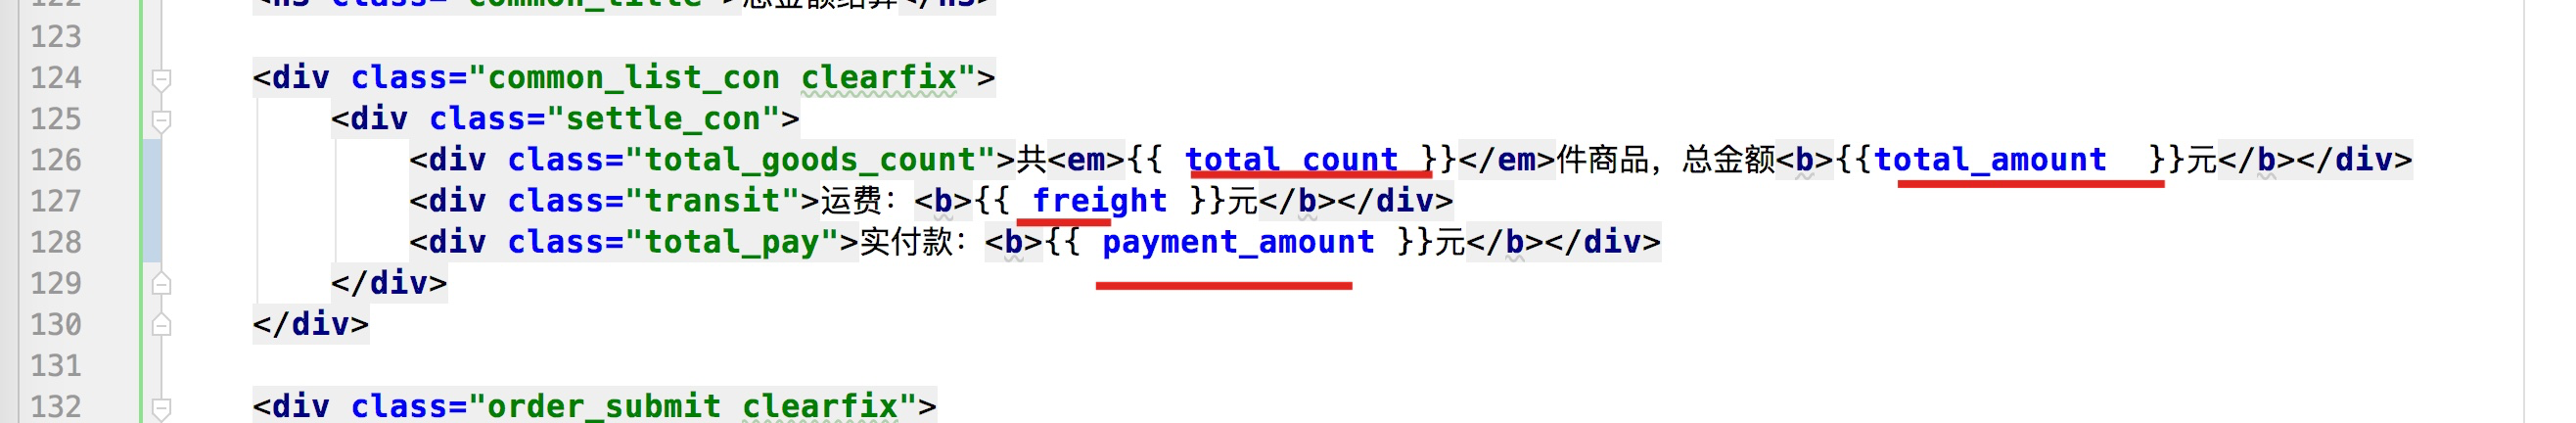 122 <h3 class="common_title">总金额结算</h3>
123
124 <div class="common_list_con clearfix">
125 <div class="settle_con">
126 <div class="total_goods_count">共<em>{{ total_count }}</em>件商品，总金额<b>{{total_amount  }}元</b></div>
127 <div class="transit">运费：<b>{{ freight }}元</b></div>
128 <div class="total_pay">实付款：<b>{{ payment_amount }}元</b></div>
129 </div>
130 </div>
131
132 <div class="order_submit clearfix">